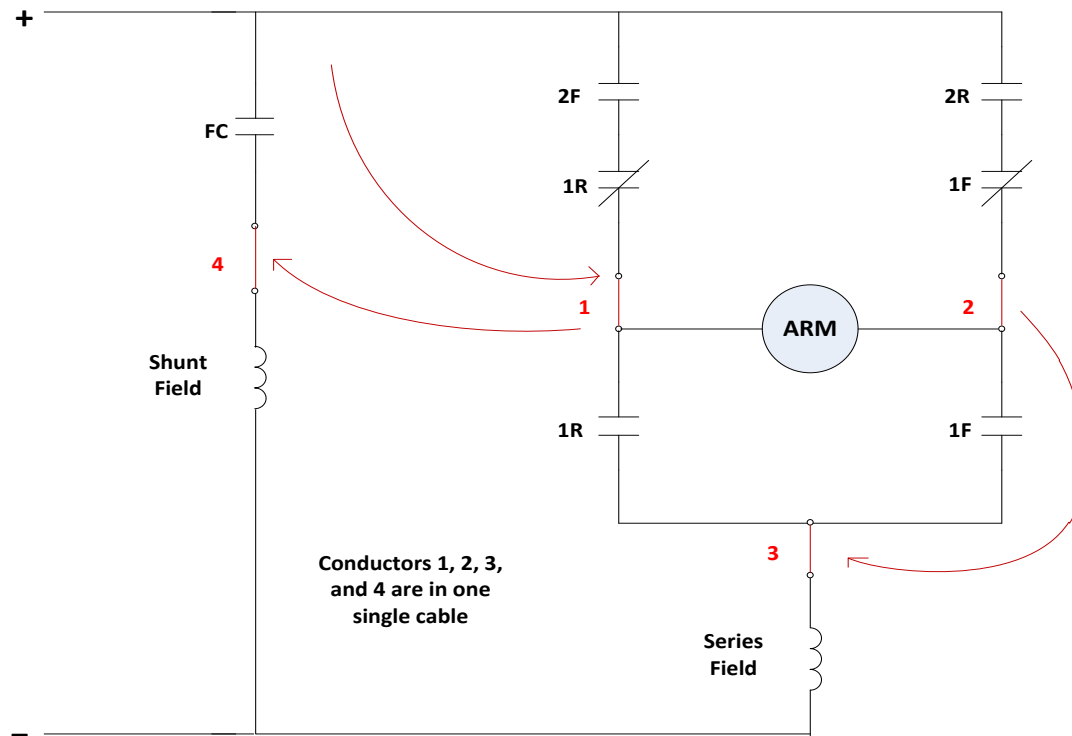 +
2F
2R
FC
1R
1F
4
1
2
ARM
Shunt
Field
1R
1F
3
Conductors 1, 2, 3,
and 4 are in one
single cable
Series
Field
–